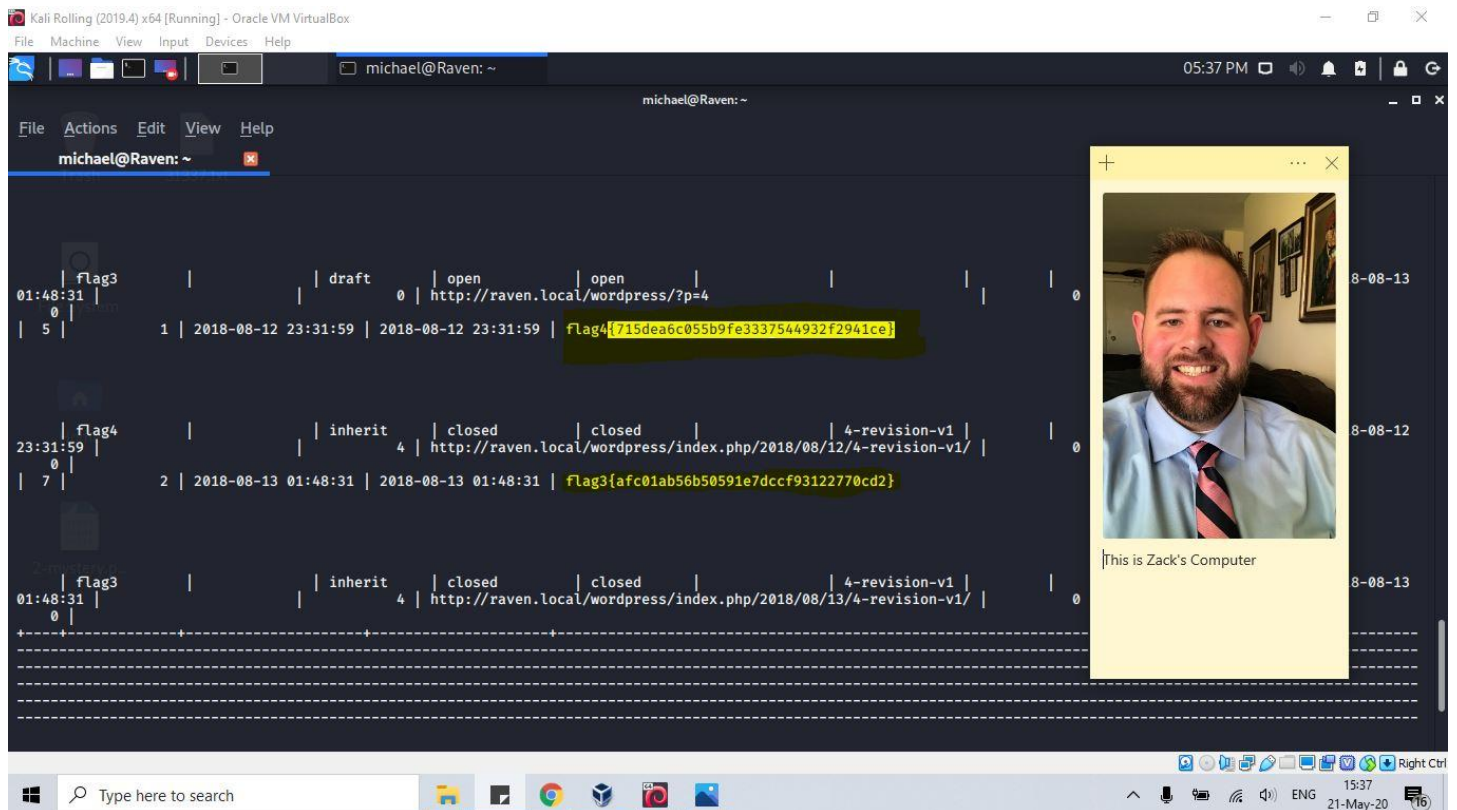 Kali Rolling (2019.4) x64 [Running] - Oracle VM VirtualBox
File Machine View Input Devices Help
michael@Raven: ~
05:37 PM
michael@Raven: ~
File Actions Edit View Help
michael@Raven: ~
| flag3 | | draft | open | open | | | | 8-08-13
01:48:31 | | 0 | http://raven.local/wordpress/?p=4 | 0
0 |
| 5 | 1 | 2018-08-12 23:31:59 | 2018-08-12 23:31:59 | flag4{715dea6c055b9fe3337544932f2941ce}
| flag4 | | inherit | closed | closed | | 4-revision-v1 | | 8-08-12
23:31:59 | | 4 | http://raven.local/wordpress/index.php/2018/08/12/4-revision-v1/ | 0
0 |
| 7 | 2 | 2018-08-13 01:48:31 | 2018-08-13 01:48:31 | flag3{afc01ab56b50591e7dccf93122770cd2}
| flag3 | | inherit | closed | closed | | 4-revision-v1 | | 8-08-13
01:48:31 | | 4 | http://raven.local/wordpress/index.php/2018/08/13/4-revision-v1/ | 0
0 |
This is Zack's Computer
Right Ctrl
Type here to search
ENG
15:37
21-May-20
16